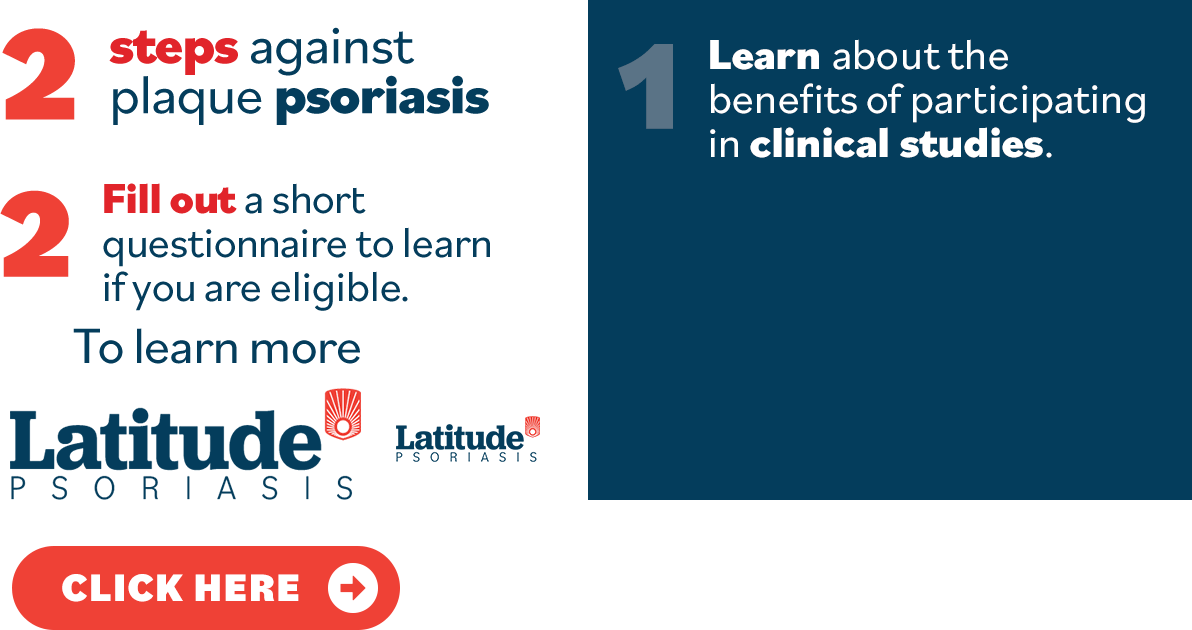 2 steps against
plaque psoriasis
1 Learn about the
benefits of participating
in clinical studies.
2 Fill out a short
questionnaire to learn
if you are eligible.
To learn more
Latitude
PSORIASIS
Latitude
PSORIASIS
CLICK HERE